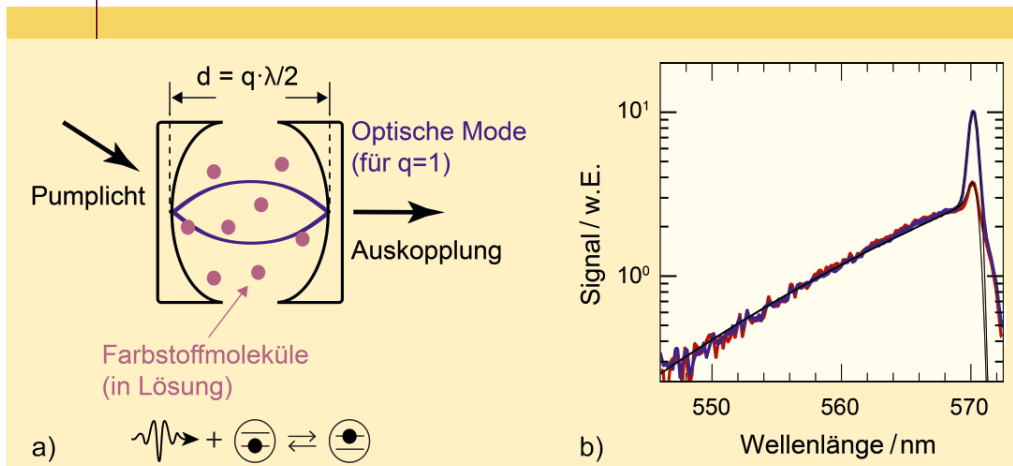 d = q·λ/2
Optische Mode
(für q=1)
Pumplicht
Auskopplung
Farbstoffmoleküle
(in Lösung)
a)
+
⇄
Signal / w.E.
10¹
10⁰
550
560
570
Wellenlänge / nm
b)